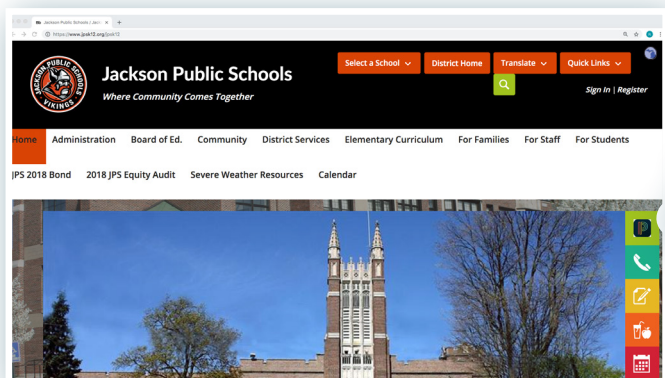 Jackson Public Schools / Jack
https://www.jpsk12.org/jpsk12
JACKSON PUBLIC SCHOOLS
VIKINGS
Jackson Public Schools
Where Community Comes Together
Select a School
District Home
Translate
Quick Links
Sign In | Register
Home Administration Board of Ed. Community District Services Elementary Curriculum For Families For Staff For Students
JPS 2018 Bond 2018 JPS Equity Audit Severe Weather Resources Calendar
P